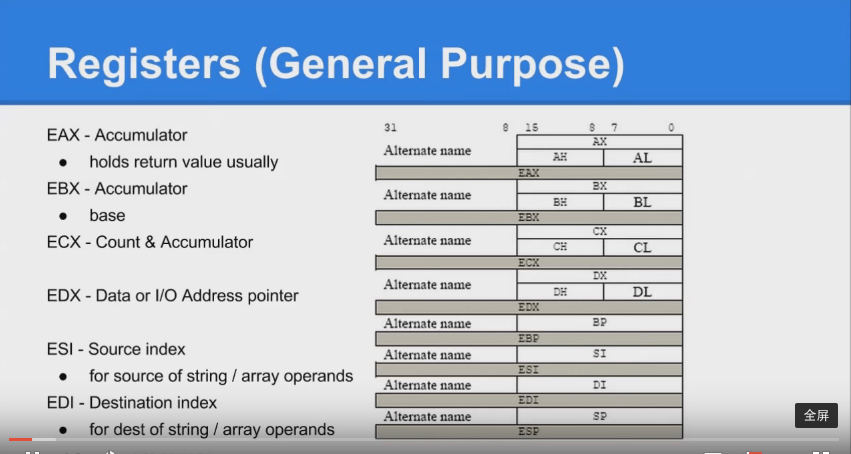 Registers (General Purpose)
EAX - Accumulator
● holds return value usually
EBX - Accumulator
● base
ECX - Count & Accumulator
EDX - Data or I/O Address pointer
ESI - Source index
● for source of string / array operands
EDI - Destination index
● for dest of string / array operands
31 8 15 8 7 0
AX
Alternate name AH AL
EAX
BX
Alternate name BH BL
EBX
CX
Alternate name CH CL
ECX
DX
Alternate name DH DL
EDX
Alternate name BP
EBP
Alternate name SI
ESI
Alternate name DI
EDI
Alternate name SP
ESP
全屏